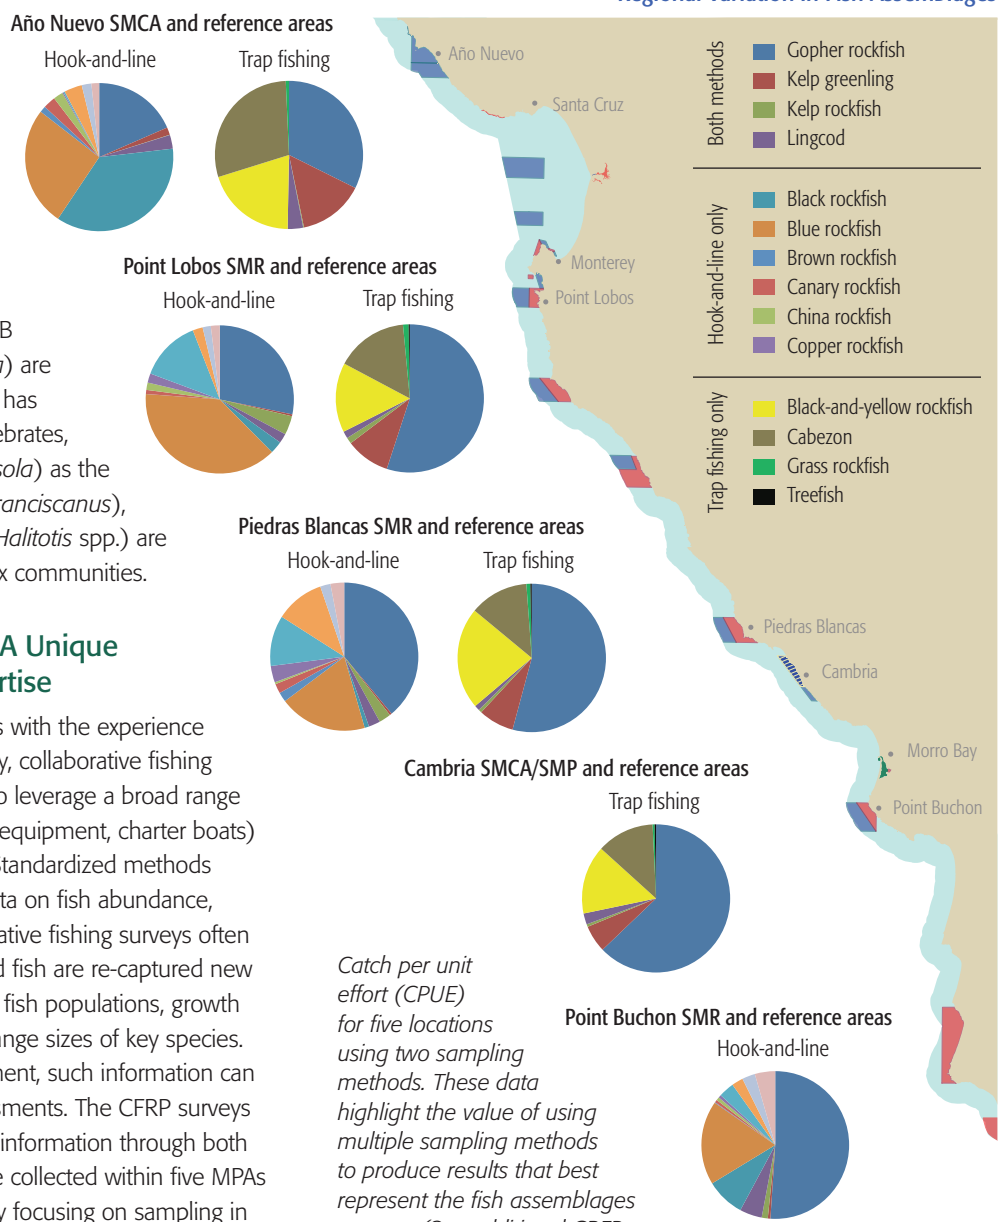 Regional Variation in Fish Assemblages
Año Nuevo SMCA and reference areas
Hook-and-line
Trap fishing
Point Lobos SMR and reference areas
Hook-and-line
Trap fishing
B
) are
has
ebrates,
sola) as the
ranciscanus),
Halitotis spp.) are
x communities.
Piedras Blancas SMR and reference areas
Hook-and-line
Trap fishing
A Unique
rtise
s with the experience
y, collaborative fishing
o leverage a broad range
equipment, charter boats)
Standardized methods
ta on fish abundance,
ative fishing surveys often
d fish are re-captured new
fish populations, growth
ange sizes of key species.
ment, such information can
sments. The CFRP surveys
information through both
e collected within five MPAs
y focusing on sampling in
Cambria SMCA/SMP and reference areas
Trap fishing
Catch per unit
effort (CPUE)
for five locations
using two sampling
methods. These data
highlight the value of using
multiple sampling methods
to produce results that best
represent the fish assemblages
Point Buchon SMR and reference areas
Hook-and-line
Año Nuevo
Santa Cruz
Monterey
Point Lobos
Piedras Blancas
Cambria
Morro Bay
Point Buchon
Both methods
Gopher rockfish
Kelp greenling
Kelp rockfish
Lingcod
Hook-and-line only
Black rockfish
Blue rockfish
Brown rockfish
Canary rockfish
China rockfish
Copper rockfish
Trap fishing only
Black-and-yellow rockfish
Cabezon
Grass rockfish
Treefish